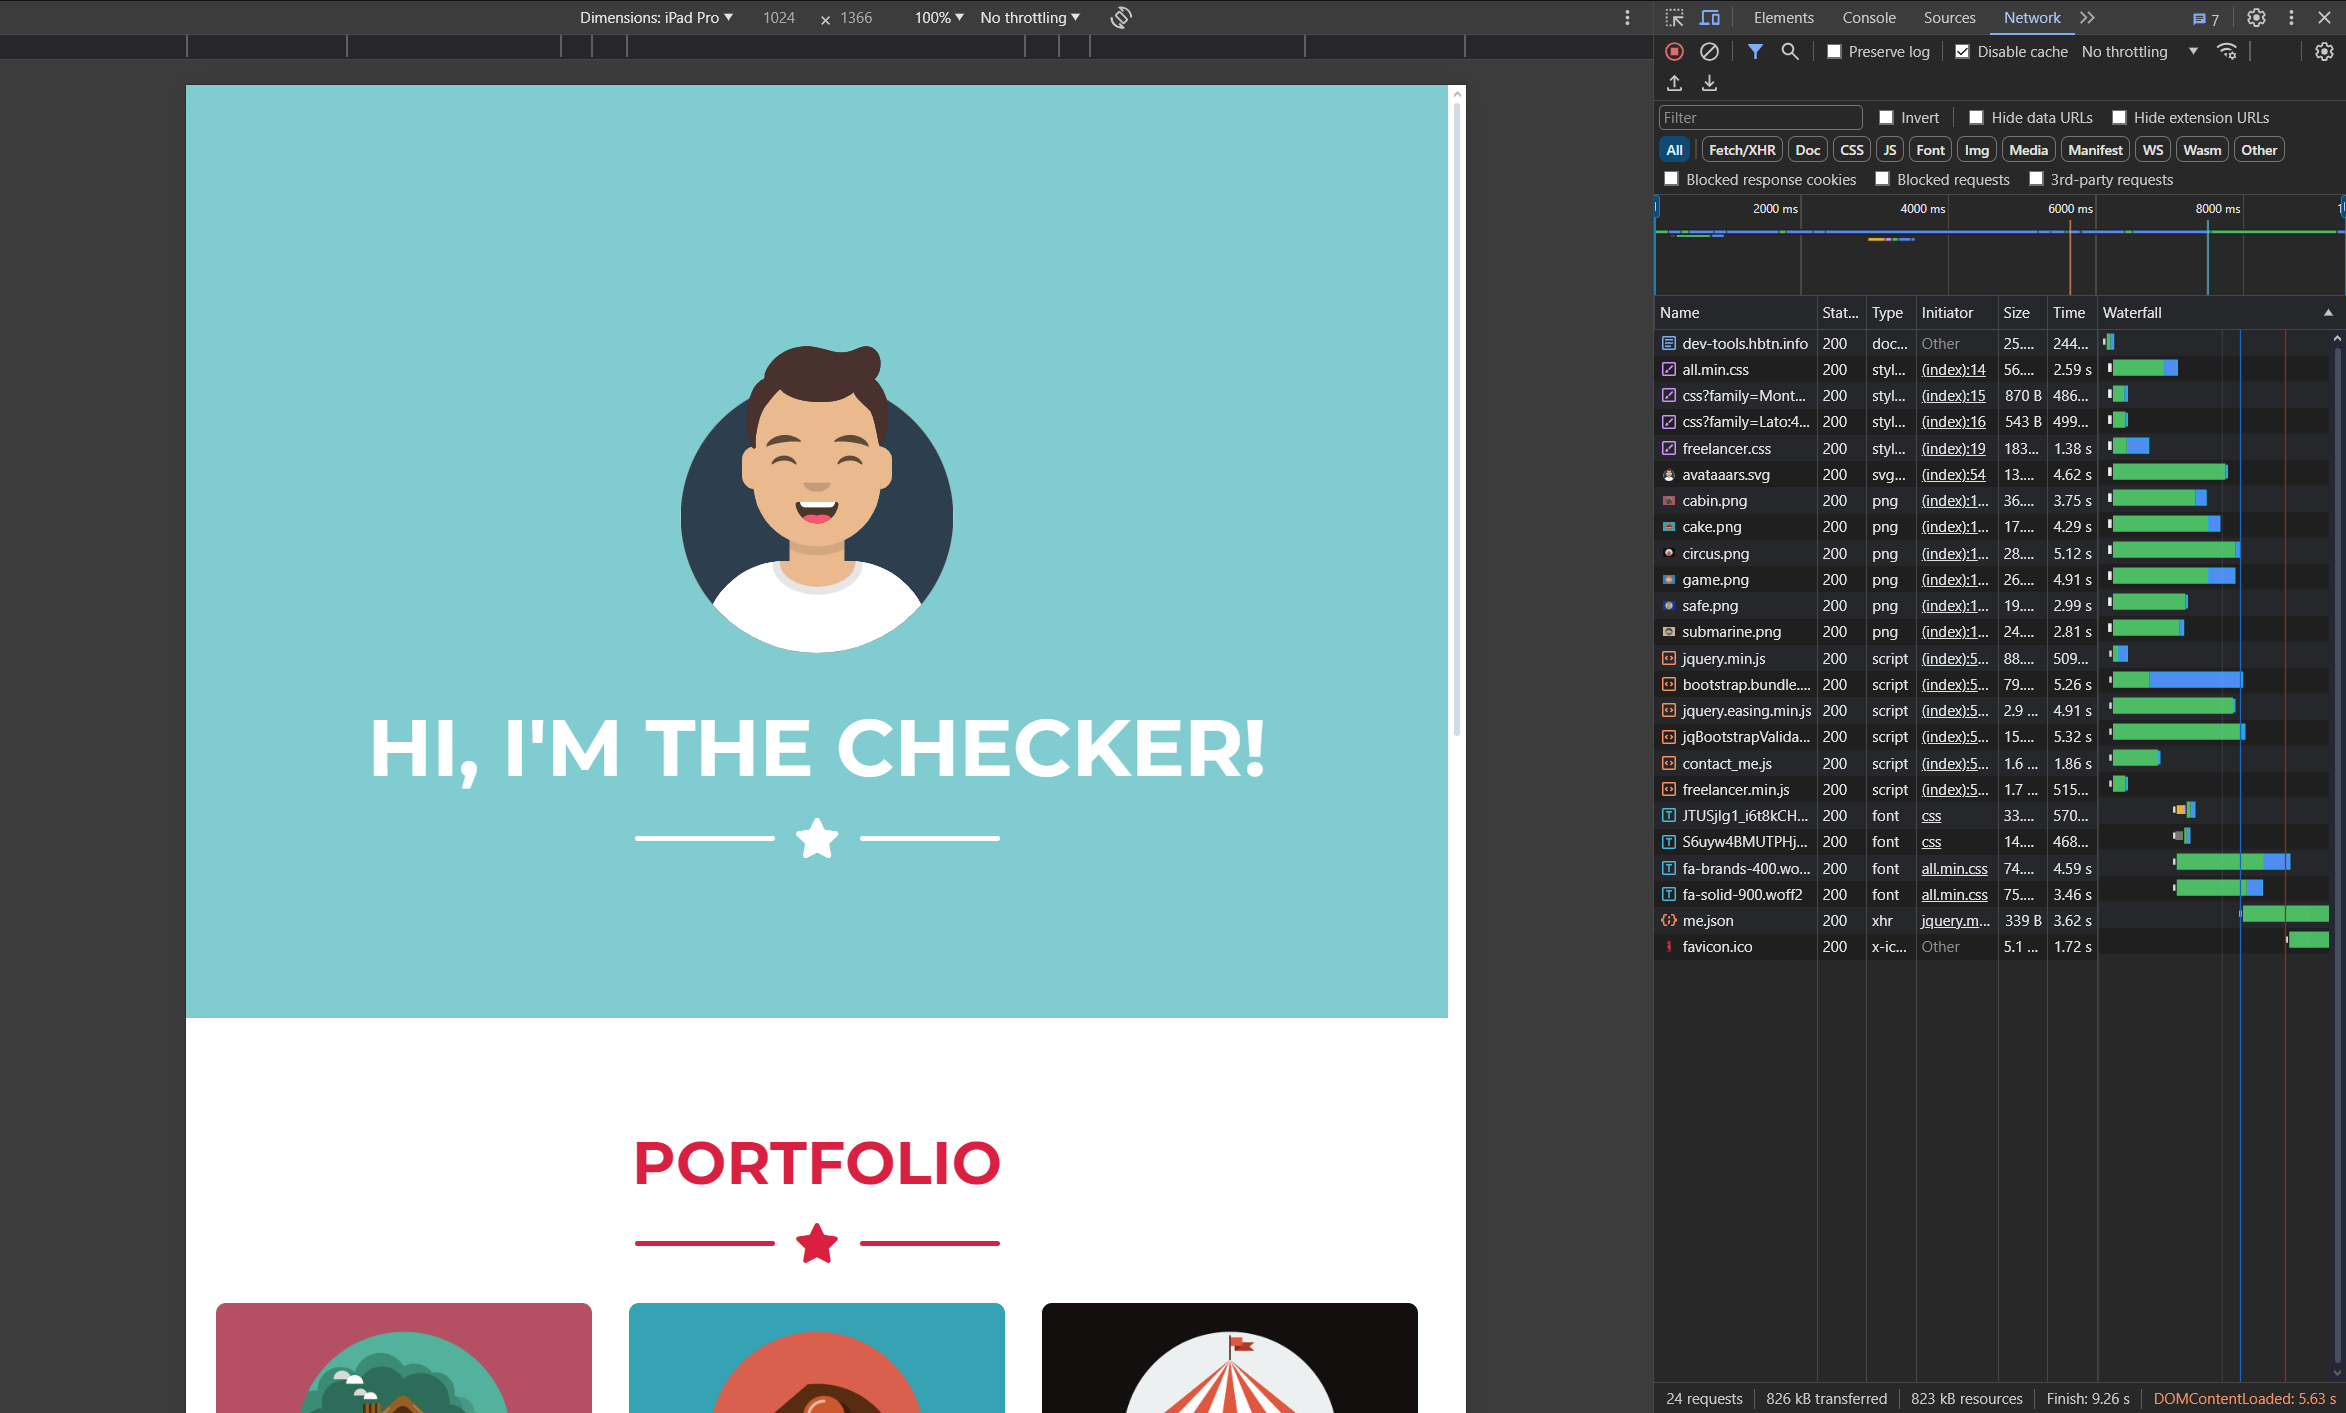 Dimensions: iPad Pro ▼ 1024 × 1366 100% ▼ No throttling ▼
Elements Console Sources Network 7
Preserve log Disable cache No throttling
Filter Invert Hide data URLs Hide extension URLs
All Fetch/XHR Doc CSS JS Font Img Media Manifest WS Wasm Other
Blocked response cookies Blocked requests 3rd-party requests
2000 ms 4000 ms 6000 ms 8000 ms
Name Stat... Type Initiator Size Time Waterfall
dev-tools.hbtn.info 200 doc... Other 25.... 244...
all.min.css 200 styl... (index):14 56.... 2.59 s
css?family=Mont... 200 styl... (index):15 870 B 486...
css?family=Lato:4... 200 styl... (index):16 543 B 499...
freelancer.css 200 styl... (index):19 183... 1.38 s
avataaars.svg 200 svg... (index):54 13.... 4.62 s
cabin.png 200 png (index):1... 36.... 3.75 s
cake.png 200 png (index):1... 17.... 4.29 s
circus.png 200 png (index):1... 28.... 5.12 s
game.png 200 png (index):1... 26.... 4.91 s
safe.png 200 png (index):1... 19.... 2.99 s
submarine.png 200 png (index):1... 24.... 2.81 s
jquery.min.js 200 script (index):5... 88.... 509...
bootstrap.bundle.... 200 script (index):5... 79.... 5.26 s
jquery.easing.min.js 200 script (index):5... 2.9 ... 4.91 s
jqBootstrapValida... 200 script (index):5... 15.... 5.32 s
contact_me.js 200 script (index):5... 1.6 ... 1.86 s
freelancer.min.js 200 script (index):5... 1.7 ... 515...
JTUSjIg1_i6t8kCH... 200 font css 33.... 570...
S6uyw4BMUTPHj... 200 font css 14.... 468...
fa-brands-400.wo... 200 font all.min.css 74.... 4.59 s
fa-solid-900.woff2 200 font all.min.css 75.... 3.46 s
me.json 200 xhr jquery.m... 339 B 3.62 s
favicon.ico 200 x-ic... Other 5.1 ... 1.72 s
24 requests 826 kB transferred 823 kB resources Finish: 9.26 s DOMContentLoaded: 5.63 s
HI, I'M THE CHECKER!
PORTFOLIO